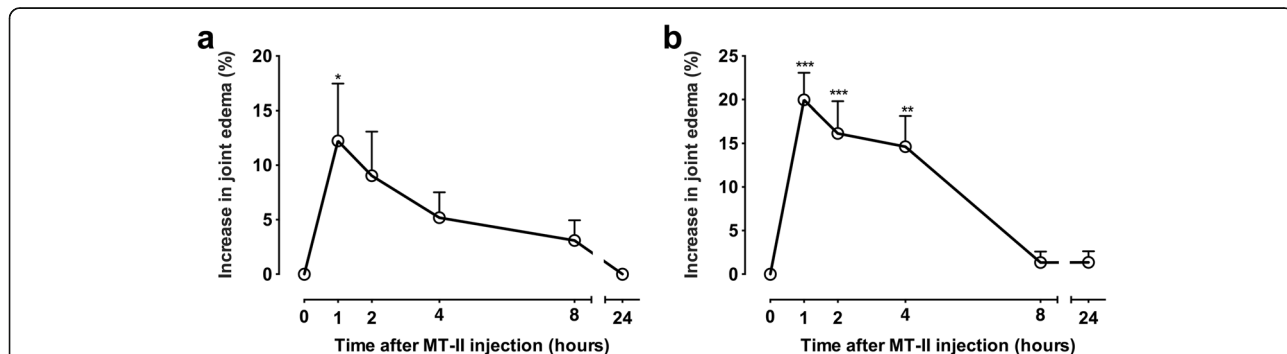 a
Increase in joint edema (%)
20
15
10
5
0
*
0 1 2 4 8 24
Time after MT-II injection (hours)
b
Increase in joint edema (%)
25
20
15
10
5
0
*** *** **
0 1 2 4 8 24
Time after MT-II injection (hours)